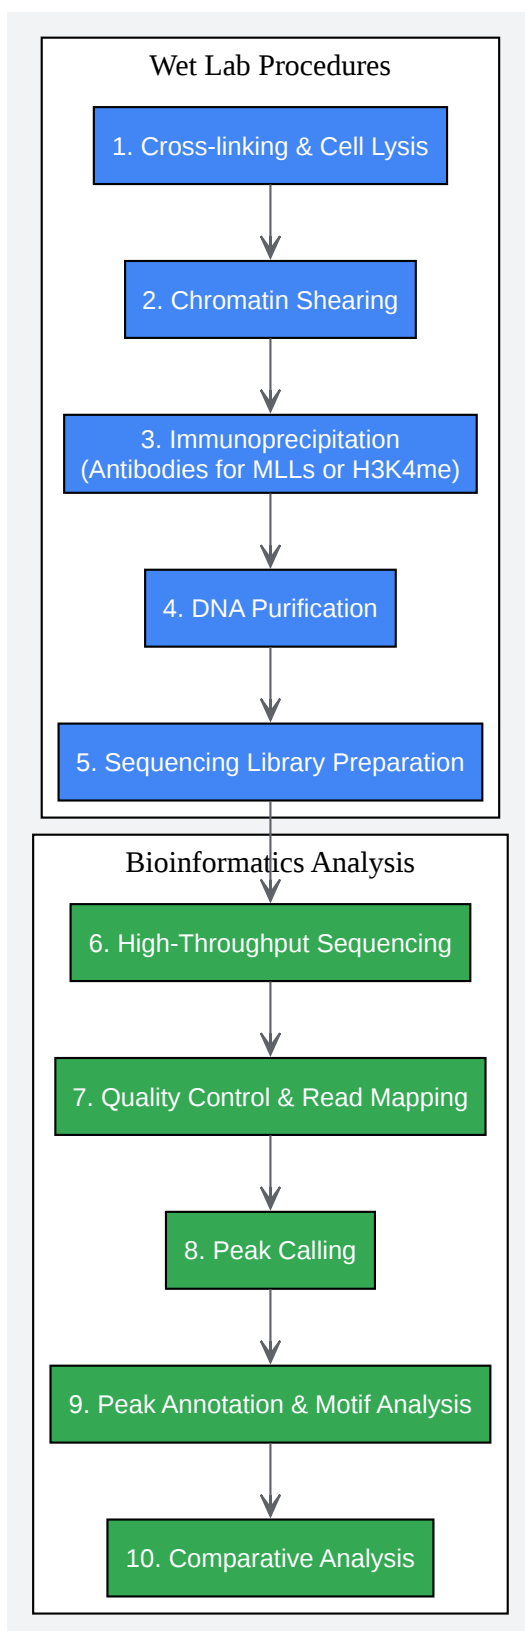 Wet Lab Procedures
1. Cross-linking & Cell Lysis
2. Chromatin Shearing
3. Immunoprecipitation
(Antibodies for MLLs or H3K4me)
4. DNA Purification
5. Sequencing Library Preparation
Bioinformatics Analysis
6. High-Throughput Sequencing
7. Quality Control & Read Mapping
8. Peak Calling
9. Peak Annotation & Motif Analysis
10. Comparative Analysis